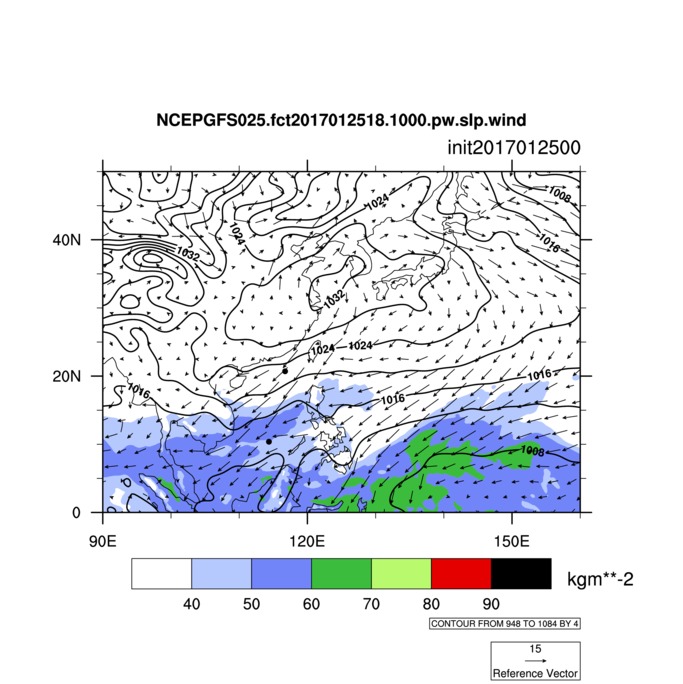 NCEPGFS025.fct2017012518.1000.pw.slp.wind
init2017012500
1024
1008
1024
1016
1032
1032
1024 1024
1016
1016
1016
1008
40N
20N
0
90E 120E 150E
40 50 60 70 80 90
kgm**-2
CONTOUR FROM 948 TO 1084 BY 4
15
Reference Vector